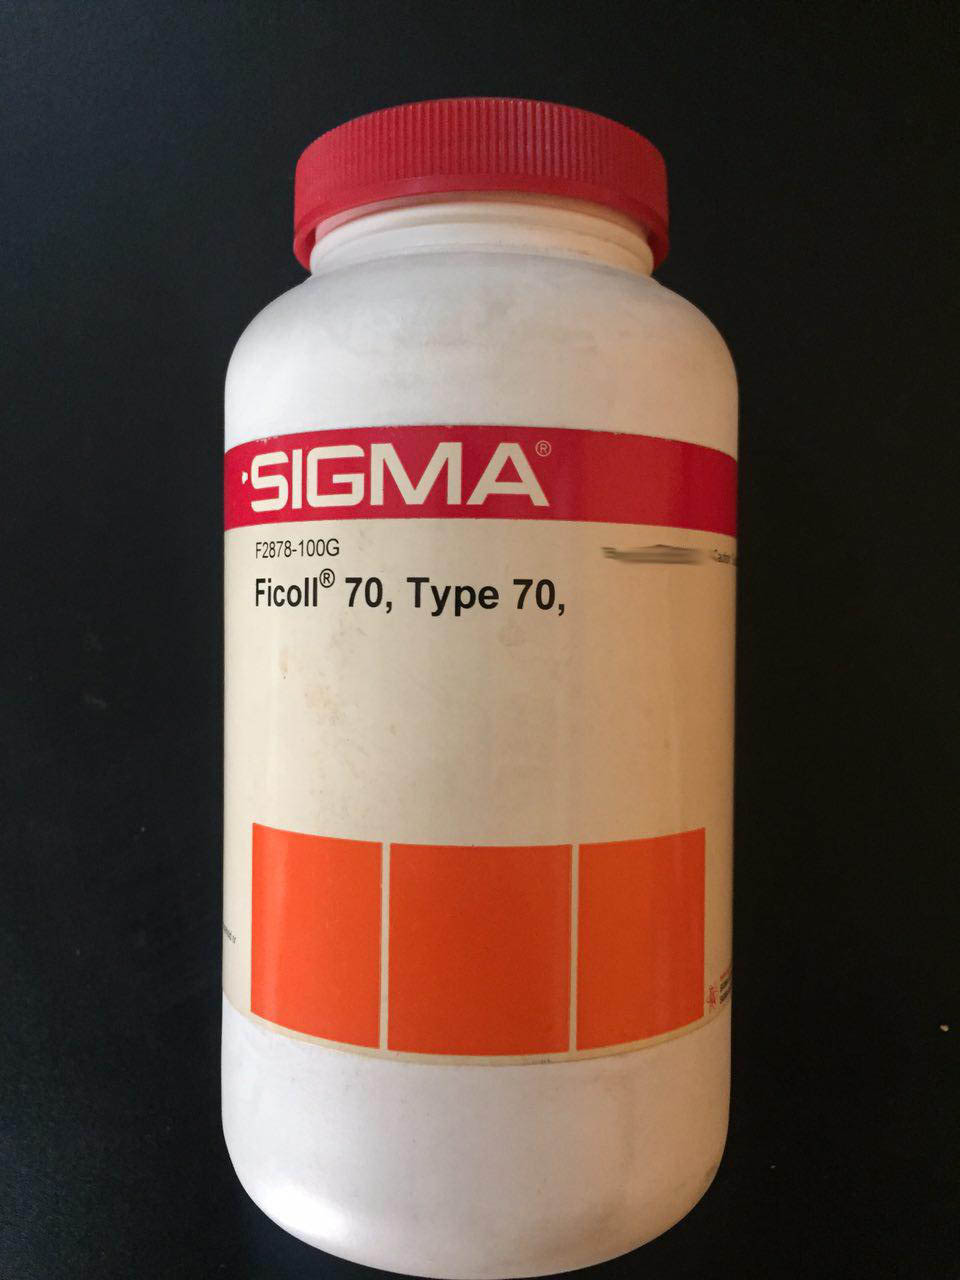 SIGMA®
F2878-100G
Ficoll® 70, Type 70,